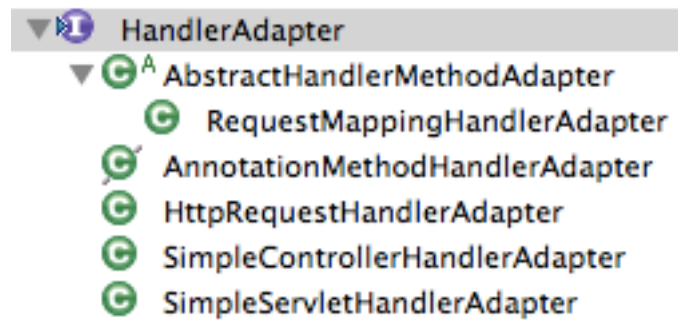 I HandlerAdapter
C A AbstractHandlerMethodAdapter
C RequestMappingHandlerAdapter
C AnnotationMethodHandlerAdapter
C HttpRequestHandlerAdapter
C SimpleControllerHandlerAdapter
C SimpleServletHandlerAdapter